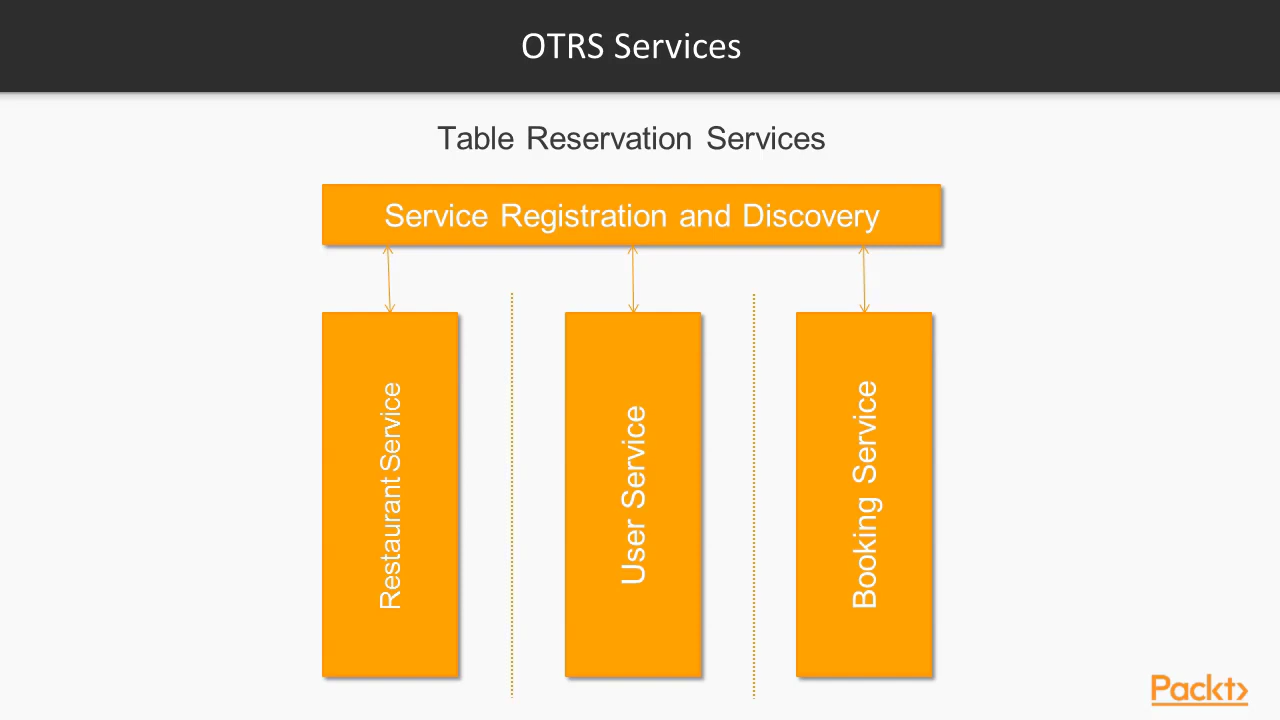 OTRS Services
Table Reservation Services
Service Registration and Discovery
Restaurant Service
User Service
Booking Service
Packt